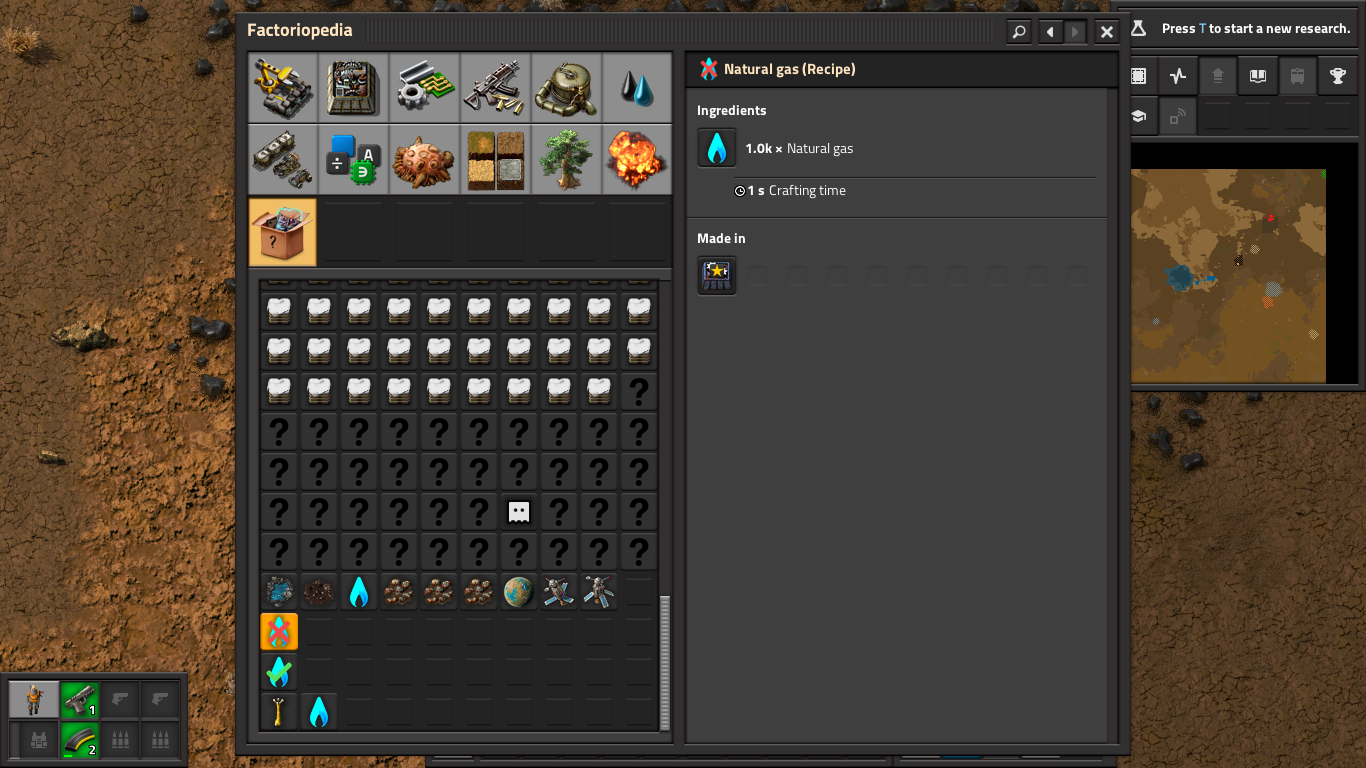 Factoriopedia
Press T to start a new research.
Natural gas (Recipe)
Ingredients
1.0k × Natural gas
1 s Crafting time
Made in
A
?
? 
? ? ? ? ? ? ? ? ? ?
? ? ? ? ? ? ? ? ? ?
? ? ? ? ? ? ? ? ?
? ? ? ? ? ? ? ? ? ?
1
2